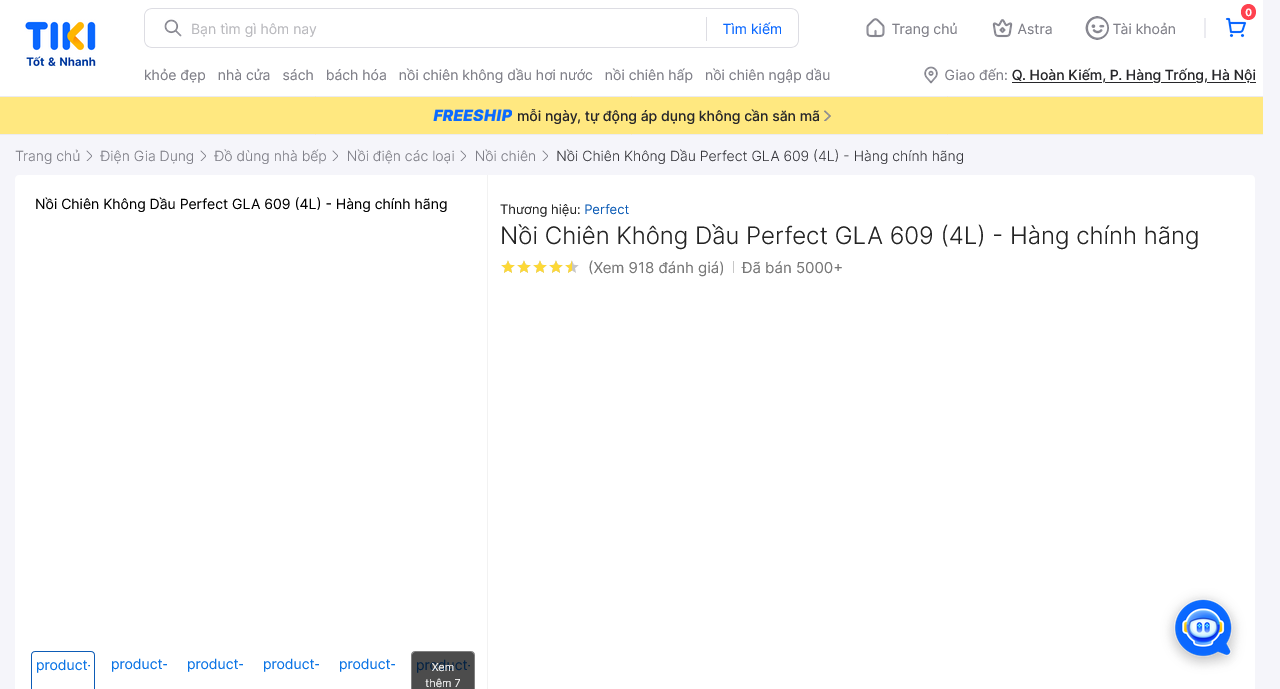 TIKI
Tốt & Nhanh
Bạn tìm gì hôm nay
Tìm kiếm
Trang chủ
Astra
Tài khoản
0
khỏe đẹp nhà cửa sách bách hóa nồi chiên không dầu hơi nước nồi chiên hấp nồi chiên ngập dầu
Giao đến: Q. Hoàn Kiếm, P. Hàng Trống, Hà Nội
FREESHIP mỗi ngày, tự động áp dụng không cần săn mã
Trang chủ Điện Gia Dụng Đồ dùng nhà bếp Nồi điện các loại Nồi chiên Nồi Chiên Không Dầu Perfect GLA 609 (4L) - Hàng chính hãng
Nồi Chiên Không Dầu Perfect GLA 609 (4L) - Hàng chính hãng
Thương hiệu: Perfect
Nồi Chiên Không Dầu Perfect GLA 609 (4L) - Hàng chính hãng
(Xem 918 đánh giá) Đã bán 5000+
product- product- product- product- product- product-
Xem
thêm 7